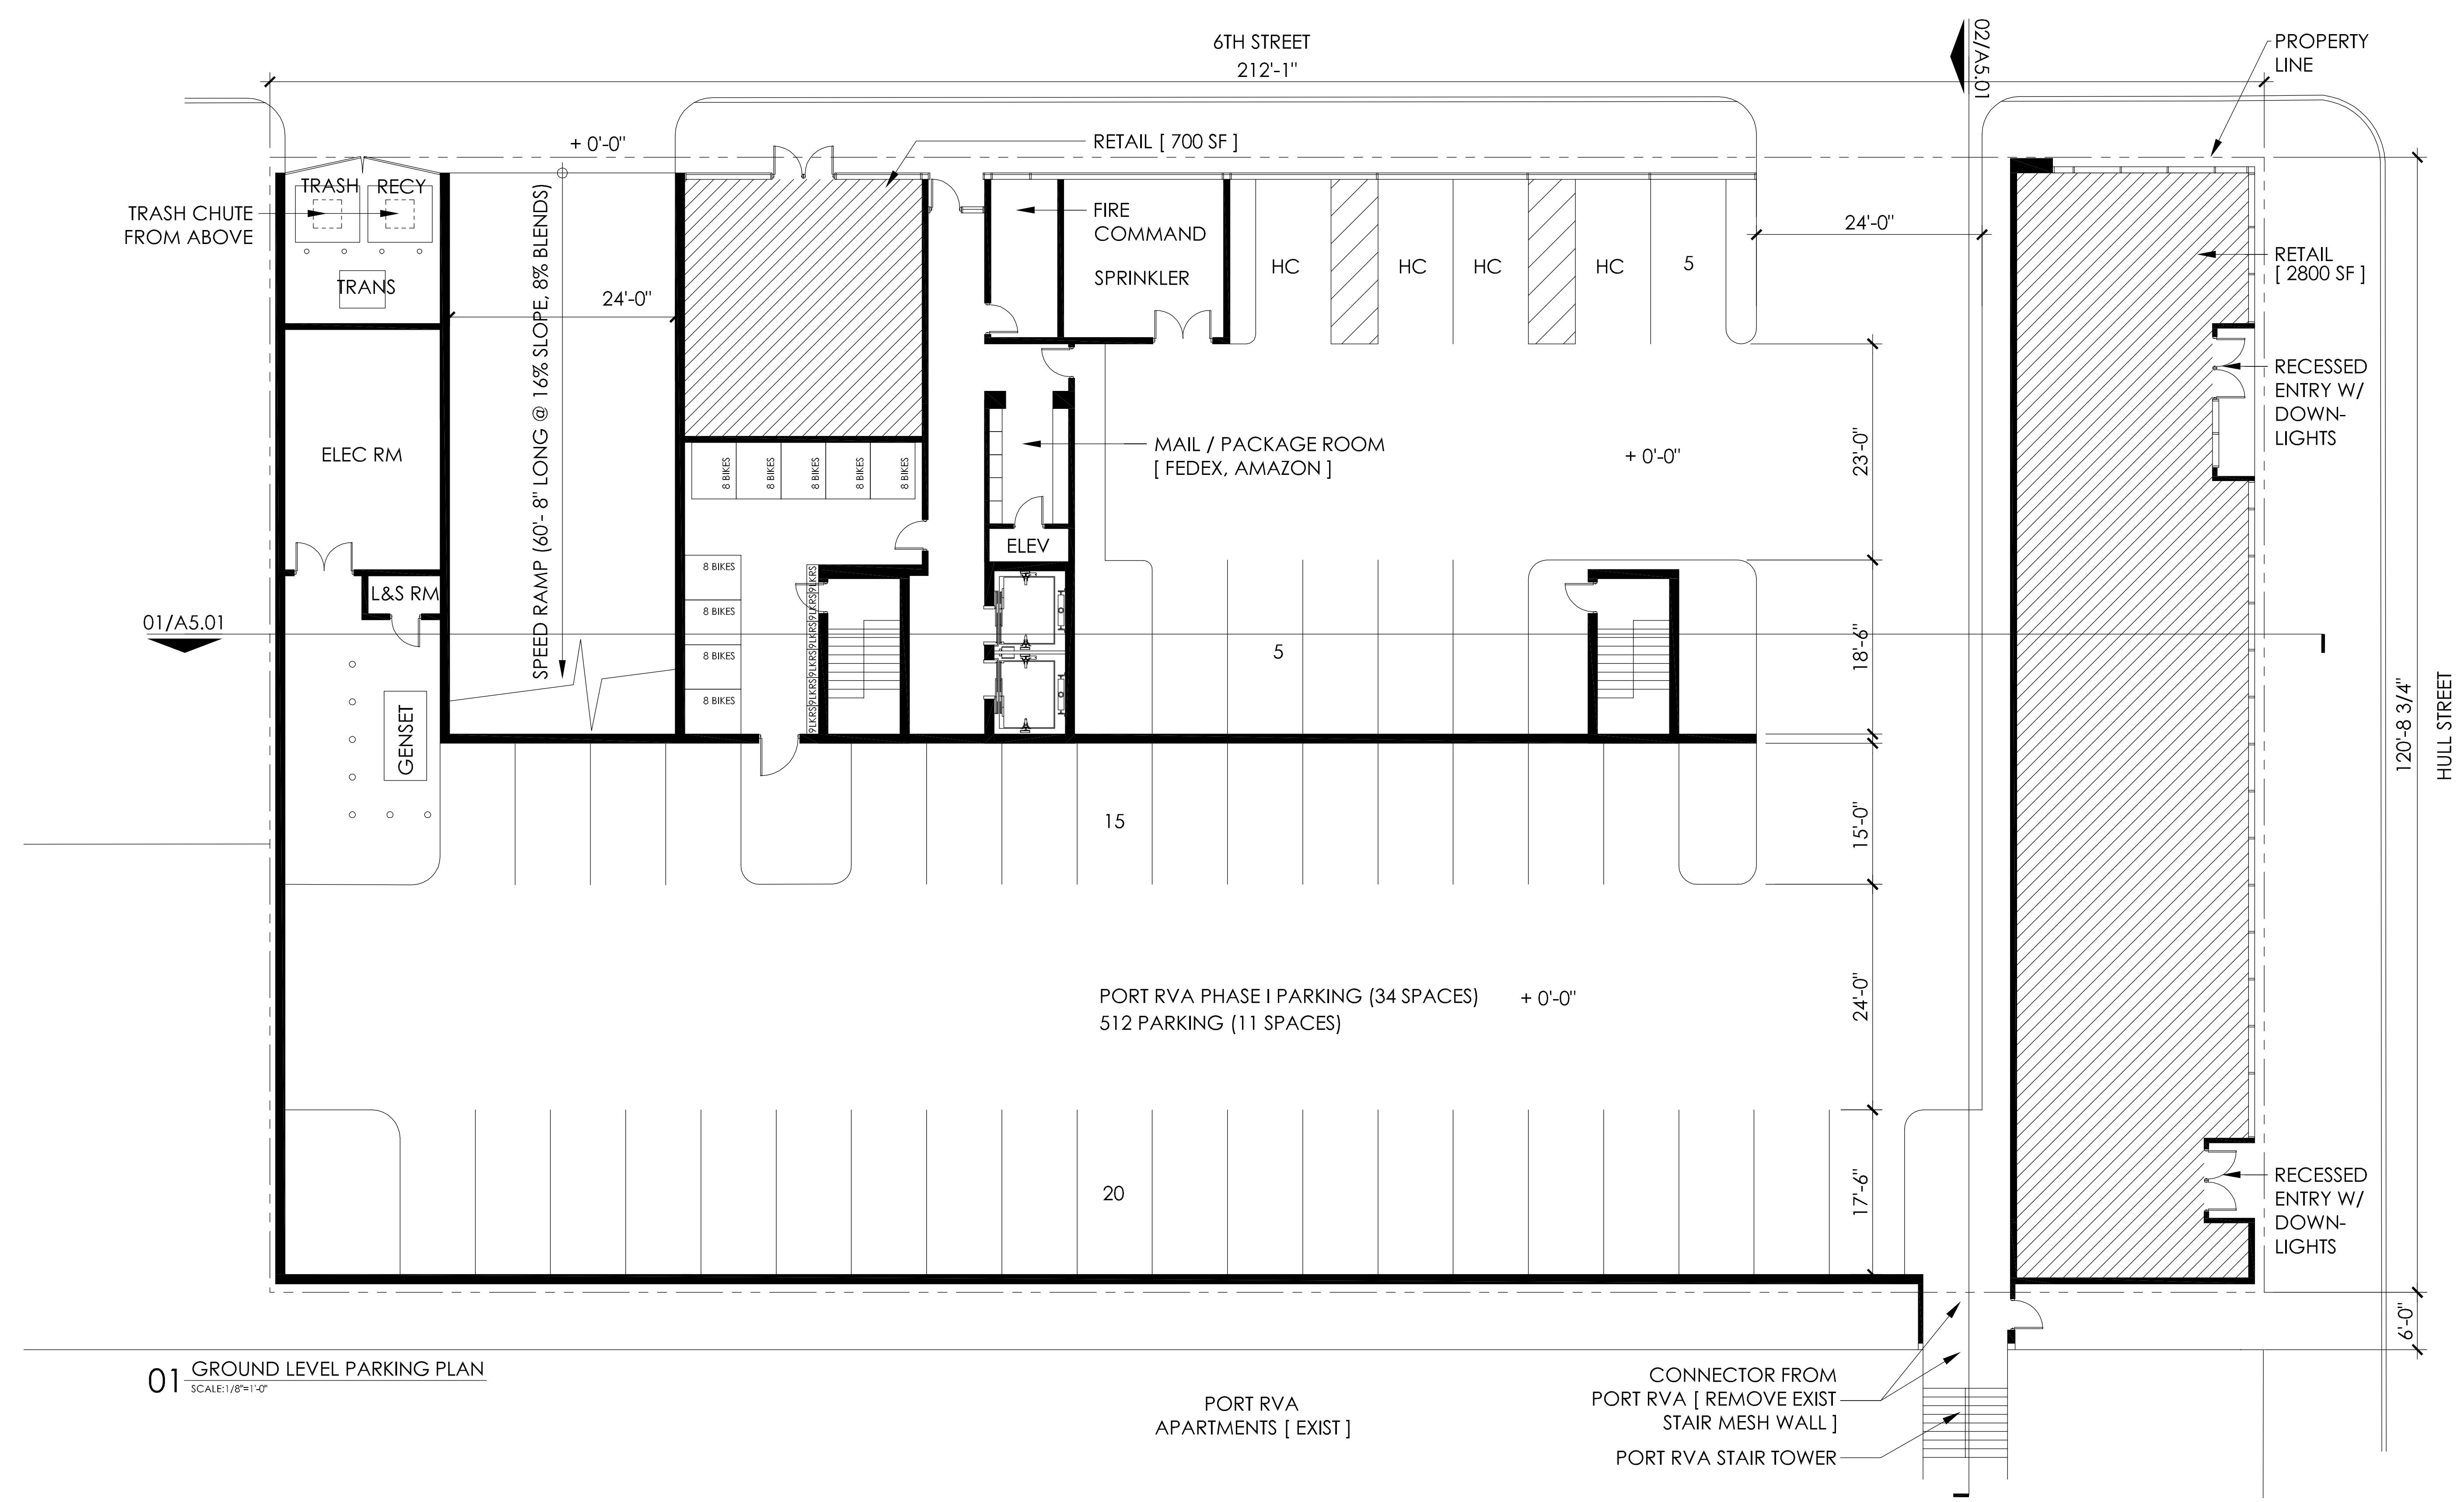 6TH STREET
212'-1"
02/A5.01
PROPERTY
LINE
+ 0'-0"
RETAIL [ 700 SF ]
TRASH
RECY
TRASH CHUTE
FROM ABOVE
TRANS
SPEED RAMP (60'- 8" LONG @ 16% SLOPE, 8% BLENDS)
24'-0"
FIRE
COMMAND
SPRINKLER
HC
HC
HC
HC
5
24'-0"
RETAIL
[ 2800 SF ]
RECESSED
ENTRY W/
DOWN-
LIGHTS
ELEC RM
8 BIKES
8 BIKES
8 BIKES
8 BIKES
8 BIKES
MAIL / PACKAGE ROOM
[ FEDEX, AMAZON ]
+ 0'-0"
23'-0"
ELEV
8 BIKES
8 BIKES
8 BIKES
8 BIKES
9LKRS
9LKRS
9LKRS
9LKRS
9LKRS
9LKRS
L&S RM
01/A5.01
5
18'-6"
GENSET
120'-8 3/4"
HULL STREET
15
15'-0"
PORT RVA PHASE I PARKING (34 SPACES)
+ 0'-0"
512 PARKING (11 SPACES)
24'-0"
20
17'-6"
RECESSED
ENTRY W/
DOWN-
LIGHTS
6'-0"
01
GROUND LEVEL PARKING PLAN
SCALE:1/8"=1'-0"
PORT RVA
APARTMENTS [ EXIST ]
CONNECTOR FROM
PORT RVA [ REMOVE EXIST
STAIR MESH WALL ]
PORT RVA STAIR TOWER